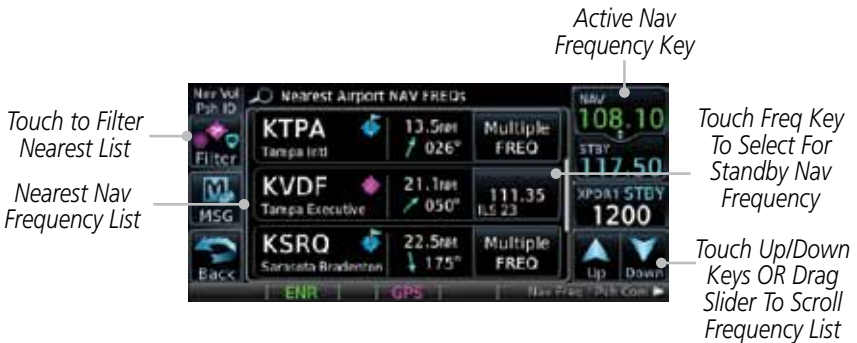 Active Nav
Frequency Key
Touch to Filter
Nearest List
Nearest Nav
Frequency List
Nav Vol
Psh ID
Nearest Airport NAV FREQs
Filter
MSG
Back
KTPA
Tampa Intl
13.5NM
026°
Multiple
FREQ
KVDF
Tampa Executive
21.1NM
050°
111.35
ILS 23
KSRQ
Sarasota Bradenton
22.5NM
175°
Multiple
FREQ
NAV
108.10
STBY
117.50
XPDR1 STBY
1200
Up
Down
ENR
GPS
Nav Freq Psh Com
Touch Freq Key
To Select For
Standby Nav
Frequency
Touch Up/Down
Keys OR Drag
Slider To Scroll
Frequency List